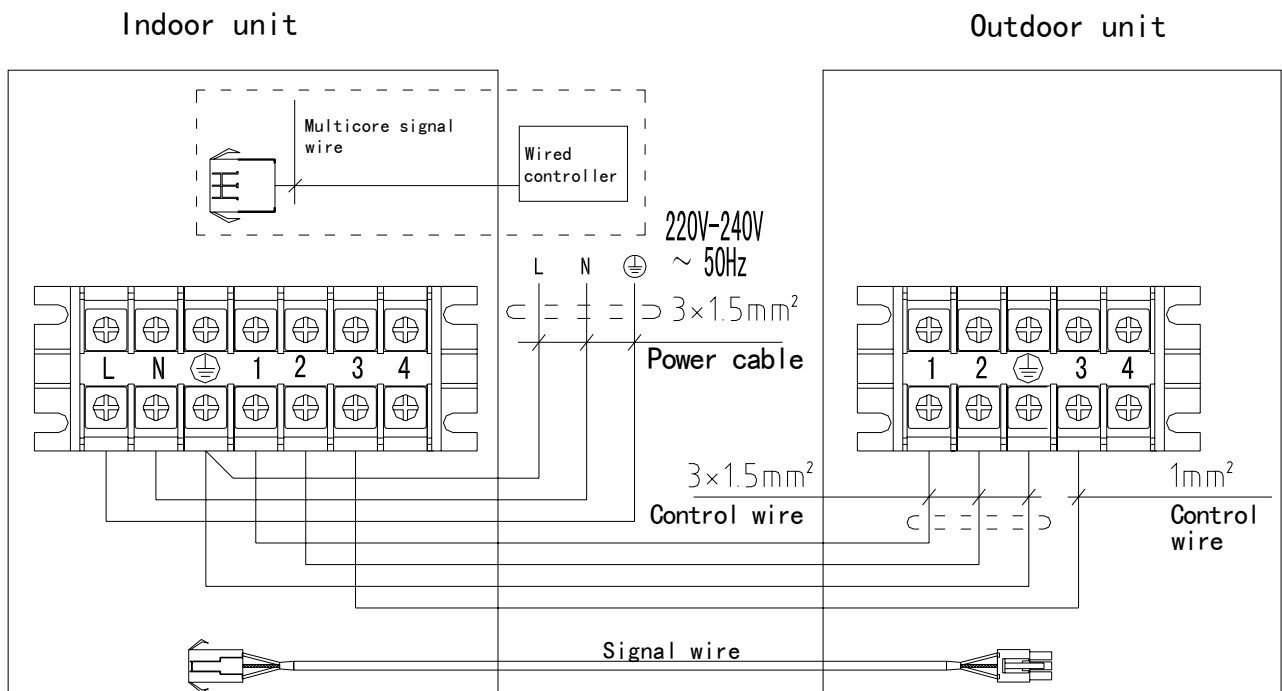 Indoor unit
Outdoor unit
Multicore signal
wire
Wired
controller
220V-240V
~ 50Hz
L N
3×1.5mm²
Power cable
L N 1 2 3 4
1 2 3 4
3×1.5mm²
Control wire
1mm²
Control
wire
Signal wire